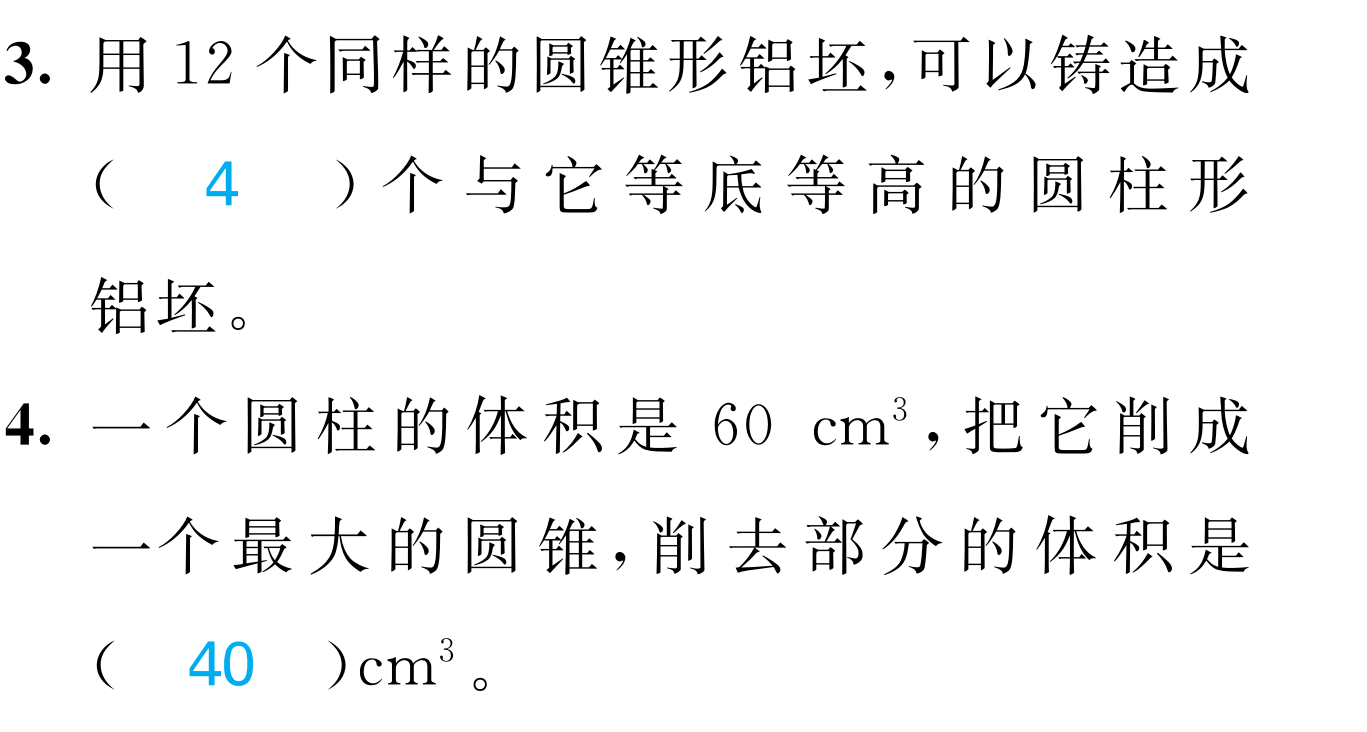 3. 用 12 个同样的圆锥形铝坯,可以铸造成
( 4 )个与它等底等高的圆柱形
铝坯。
4. 一个圆柱的体积是 60 cm³,把它削成
一个最大的圆锥,削去部分的体积是
( 40 )cm³。